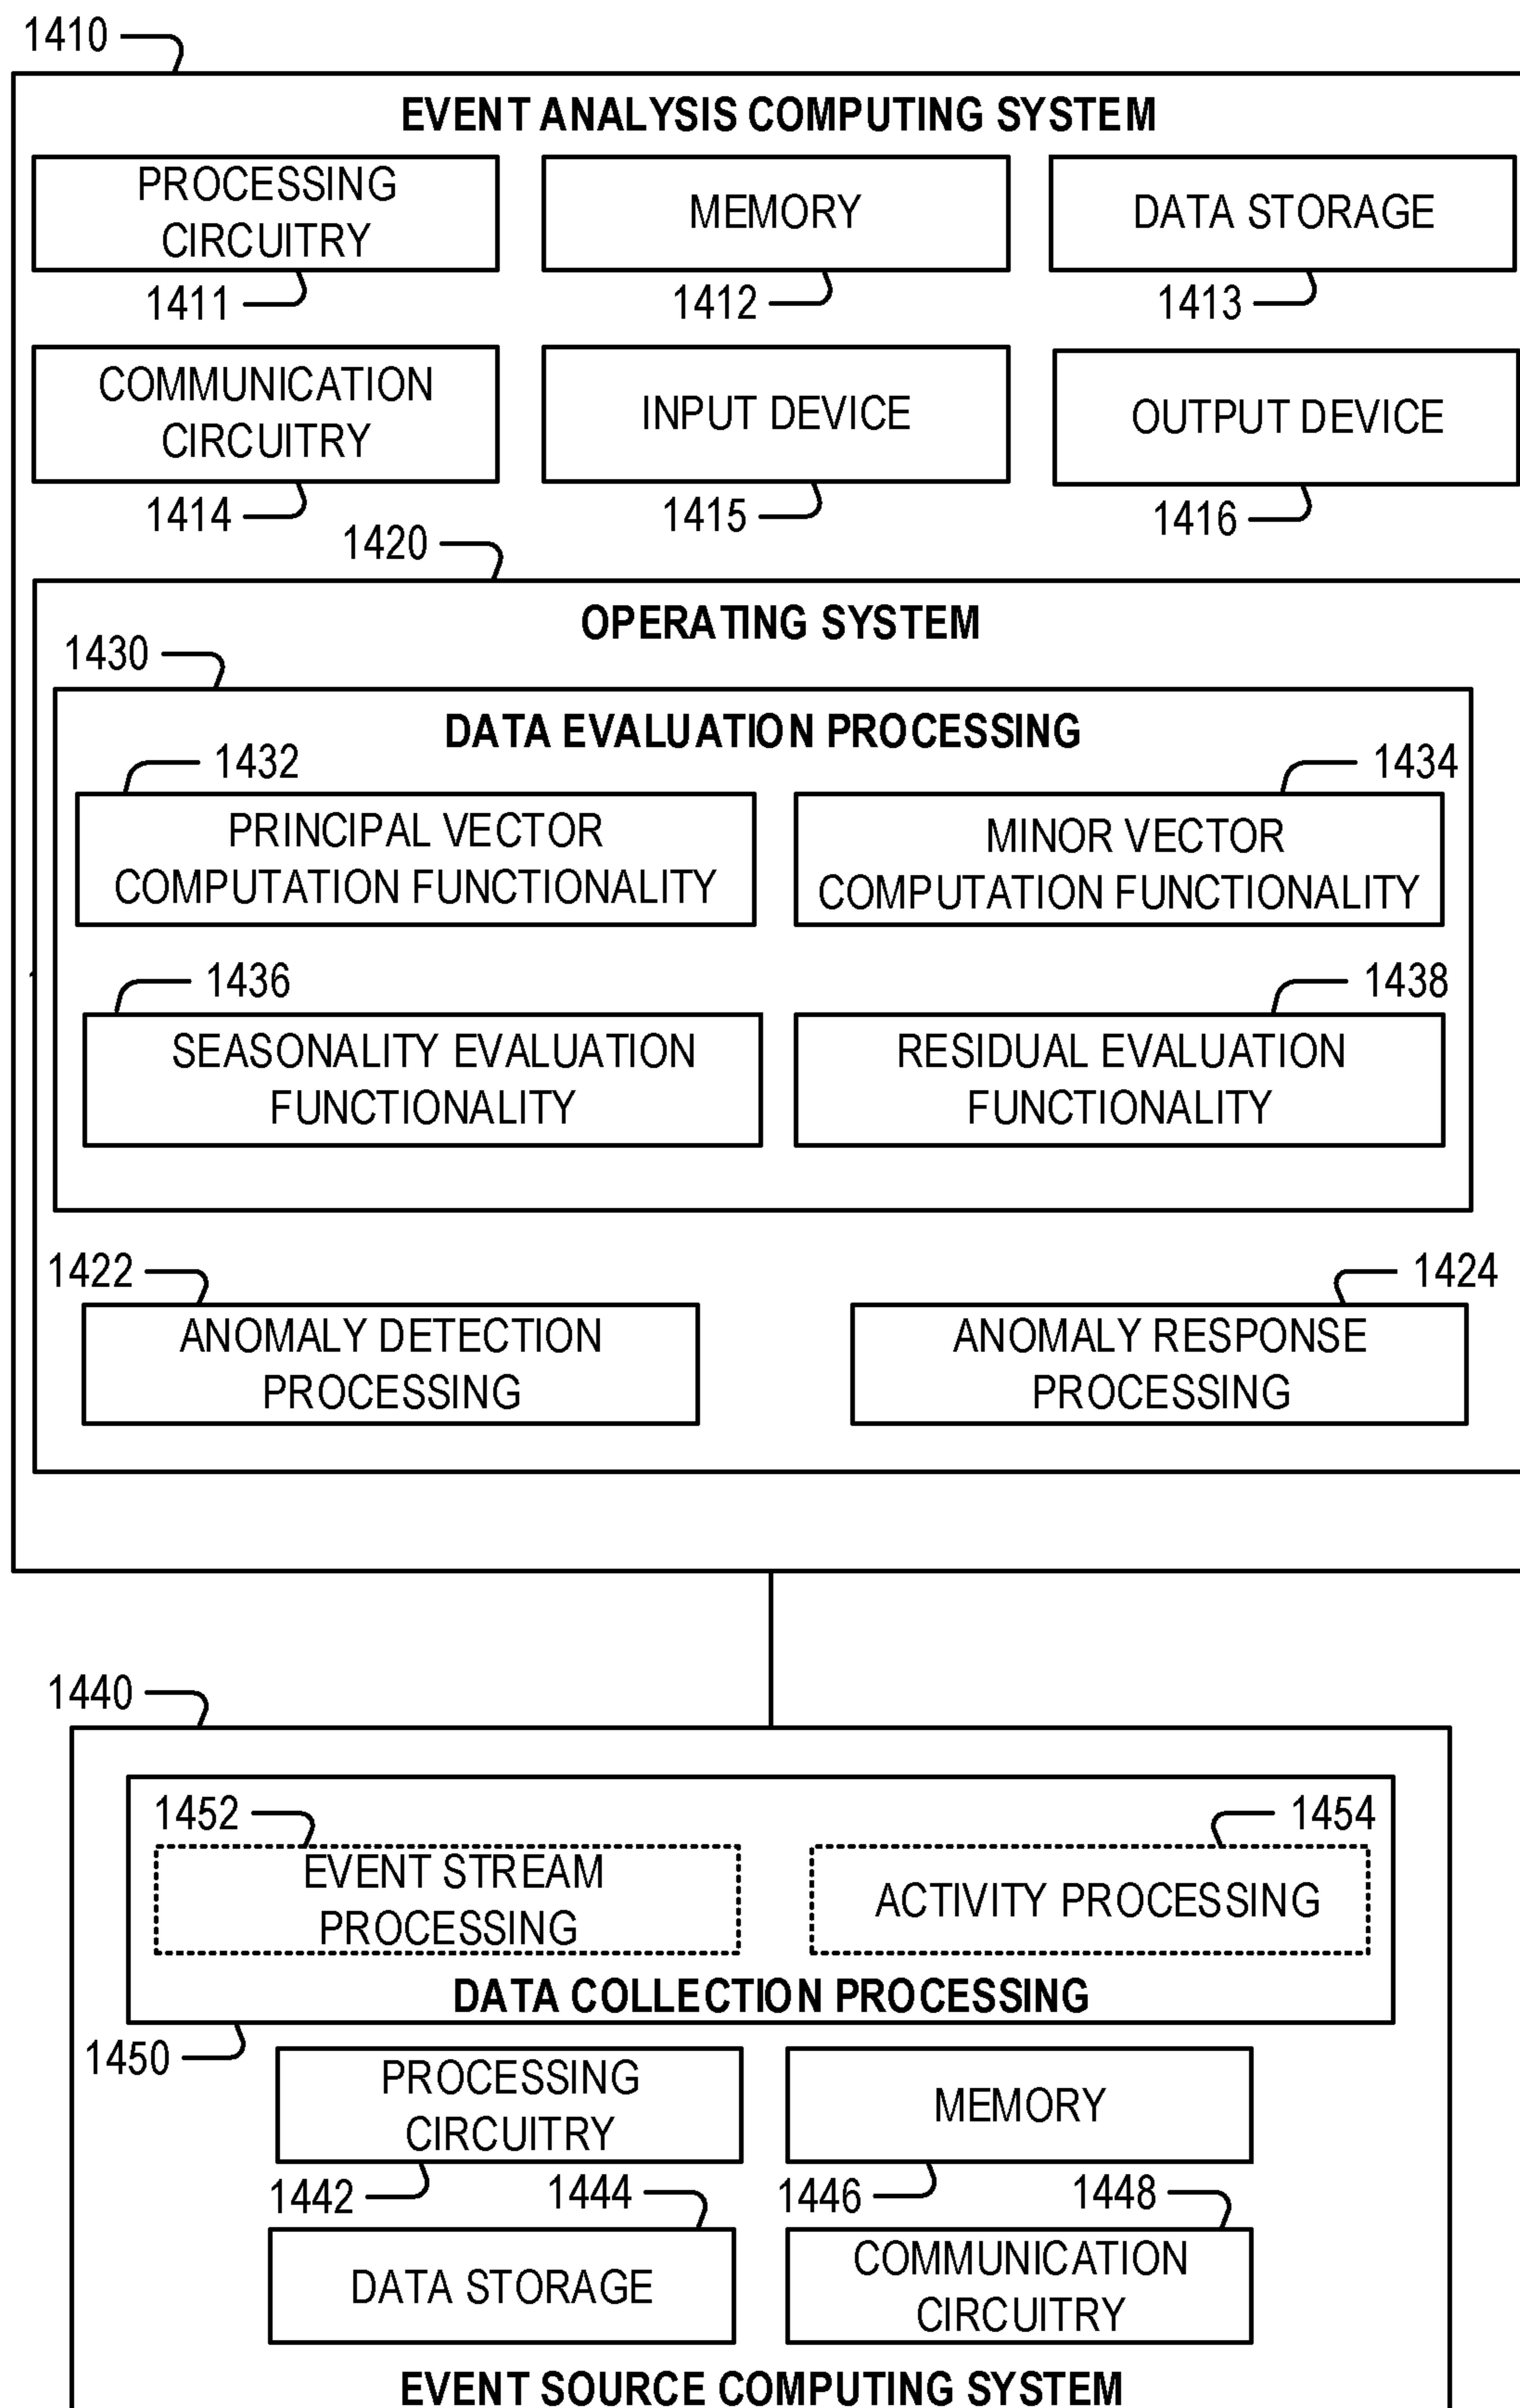 1410
EVENT ANALYSIS COMPUTING SYSTEM
PROCESSING
CIRCUITRY
1411
MEMORY
1412
DATA STORAGE
1413
COMMUNICATION
CIRCUITRY
1414
INPUT DEVICE
1415
OUTPUT DEVICE
1416
1420
OPERATING SYSTEM
1430
DATA EVALUATION PROCESSING
1432
PRINCIPAL VECTOR
COMPUTATION FUNCTIONALITY
1434
MINOR VECTOR
COMPUTATION FUNCTIONALITY
1436
SEASONALITY EVALUATION
FUNCTIONALITY
1438
RESIDUAL EVALUATION
FUNCTIONALITY
1422
ANOMALY DETECTION
PROCESSING
1424
ANOMALY RESPONSE
PROCESSING
1440
1452
EVENT STREAM
PROCESSING
1454
ACTIVITY PROCESSING
DATA COLLECTION PROCESSING
1450
PROCESSING
CIRCUITRY
1442
MEMORY
1446
1444
DATA STORAGE
1448
COMMUNICATION
CIRCUITRY
EVENT SOURCE COMPUTING SYSTEM